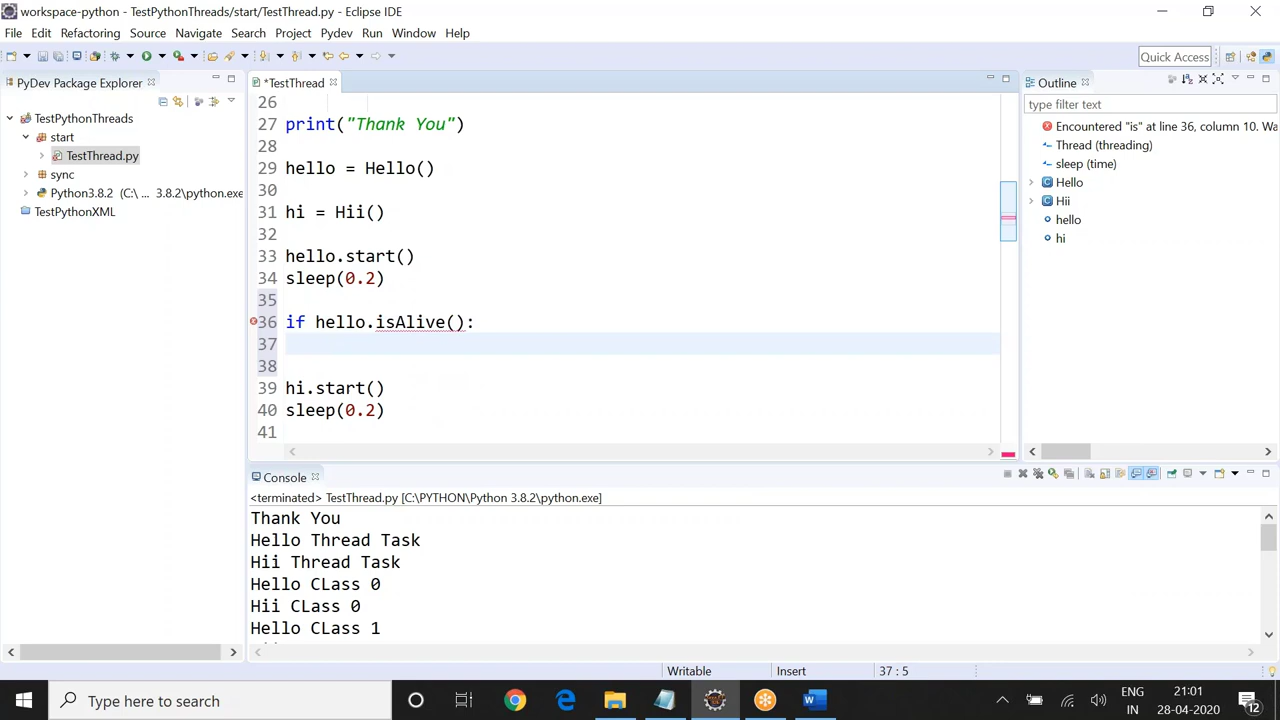 workspace-python - TestPythonThreads/start/TestThread.py - Eclipse IDE
File Edit Refactoring Source Navigate Search Project Pydev Run Window Help
Quick Access
PyDev Package Explorer
TestPythonThreads
start
TestThread.py
sync
Python3.8.2 (C:\ ... 3.8.2\python.exe
TestPythonXML
*TestThread
26
27 print("Thank You")
28
29 hello = Hello()
30
31 hi = Hii()
32
33 hello.start()
34 sleep(0.2)
35
36 if hello.isAlive():
37
38
39 hi.start()
40 sleep(0.2)
41
Outline
type filter text
Encountered "is" at line 36, column 10. Wa
Thread (threading)
sleep (time)
Hello
Hii
hello
hi
Console
<terminated> TestThread.py [C:\PYTHON\Python 3.8.2\python.exe]
Thank You
Hello Thread Task
Hii Thread Task
Hello CLass 0
Hii CLass 0
Hello CLass 1
Writable Insert 37 : 5
Type here to search
ENG
IN
21:01
28-04-2020
12